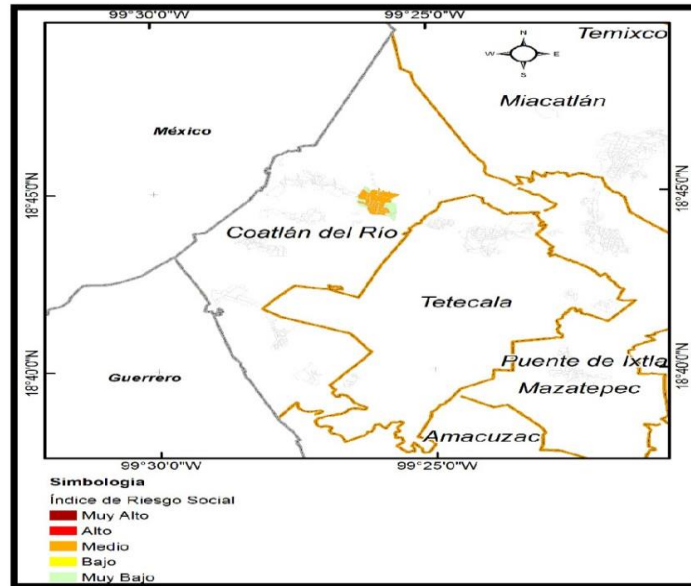 99°30'0"W
99°25'0"W
N
W
E
S
Temixco
Miacatlán
México
18°45'0"N
18°45'0"N
Coatlán del Río
Tetecala
Puente de Ixtla
18°40'0"N
18°40'0"N
Guerrero
Mazatepec
Amacuzac
99°30'0"W
99°25'0"W
Simbología
Índice de Riesgo Social
Muy Alto
Alto
Medio
Bajo
Muy Bajo